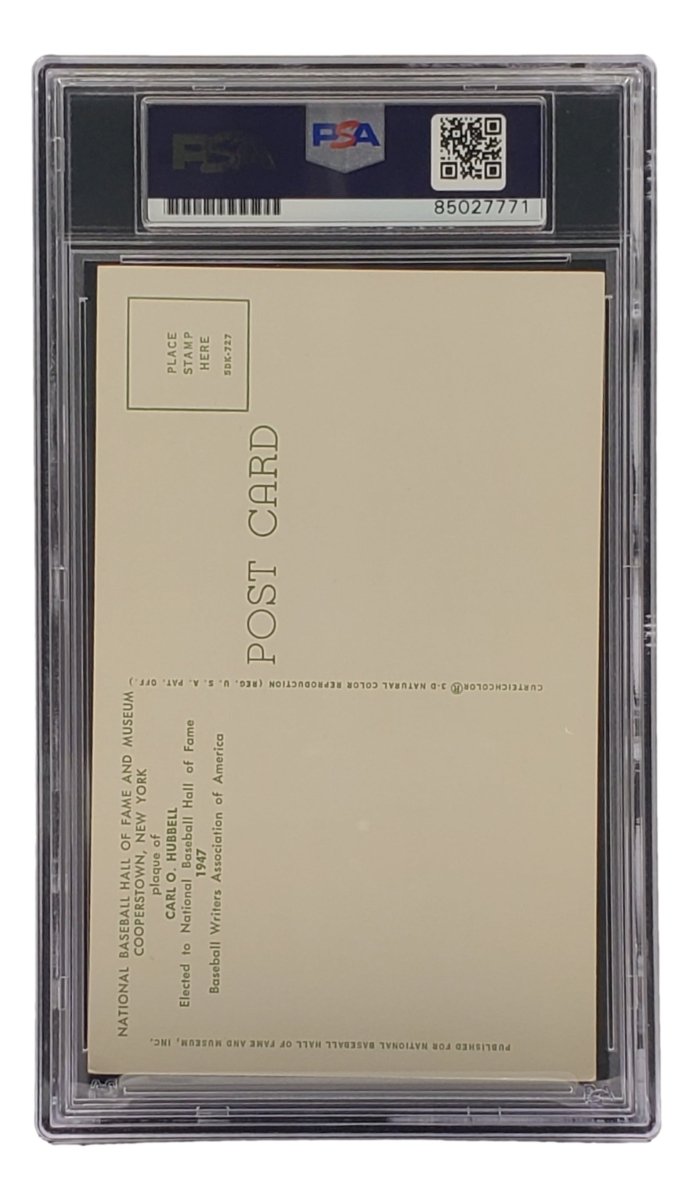 PSA
PSA
85027771
PLACE
STAMP
HERE
5DK-727
POST CARD
CURTEICHCOLOR® 3-D NATURAL COLOR REPRODUCTION (REG. U. S. A. PAT. OFF.)
NATIONAL BASEBALL HALL OF FAME AND MUSEUM
COOPERSTOWN, NEW YORK
plaque of
CARL O. HUBBELL
Elected to National Baseball Hall of Fame
1947
Baseball Writers Association of America
PUBLISHED FOR NATIONAL BASEBALL HALL OF FAME AND MUSEUM, INC.
PSA